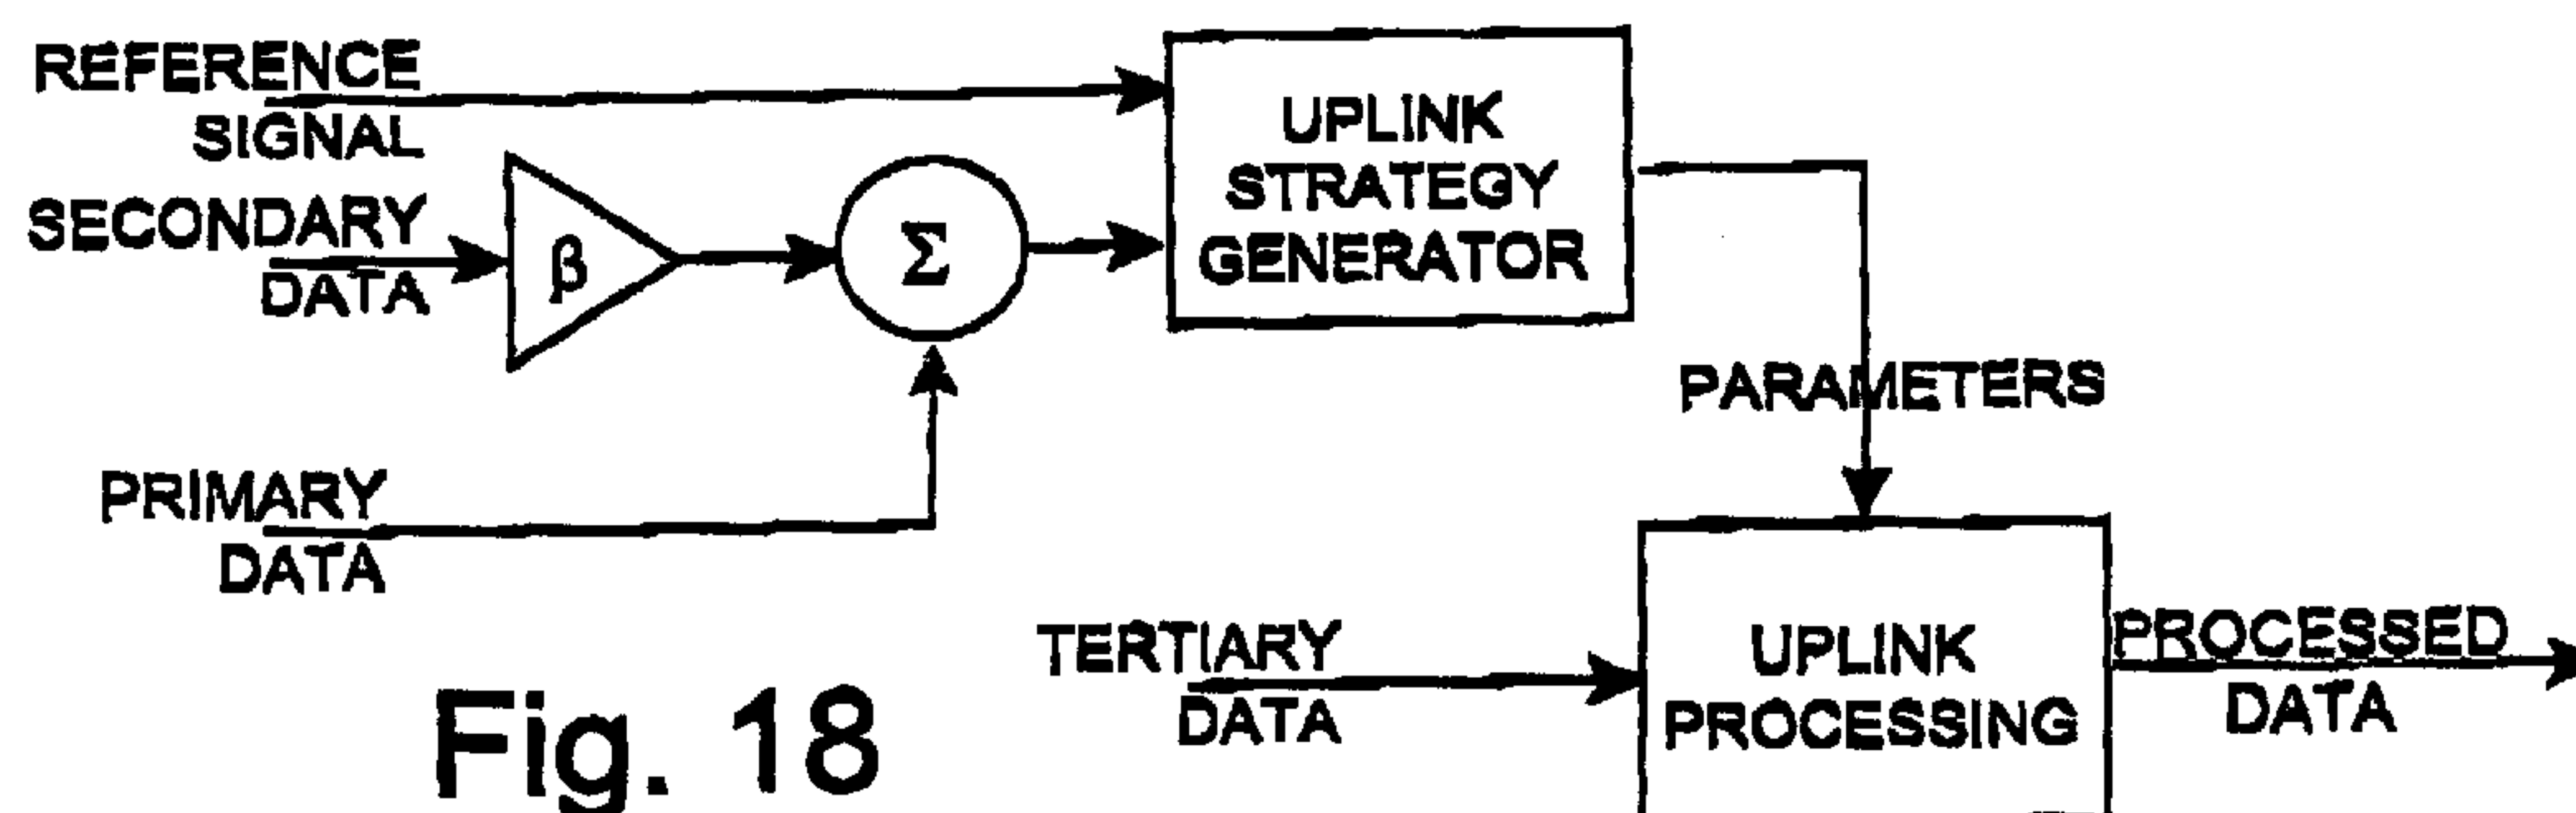 REFERENCE
SIGNAL
SECONDARY
DATA
β
Σ
UPLINK
STRATEGY
GENERATOR
PARAMETERS
PRIMARY
DATA
TERTIARY
DATA
UPLINK
PROCESSING
PROCESSED
DATA
Fig. 18